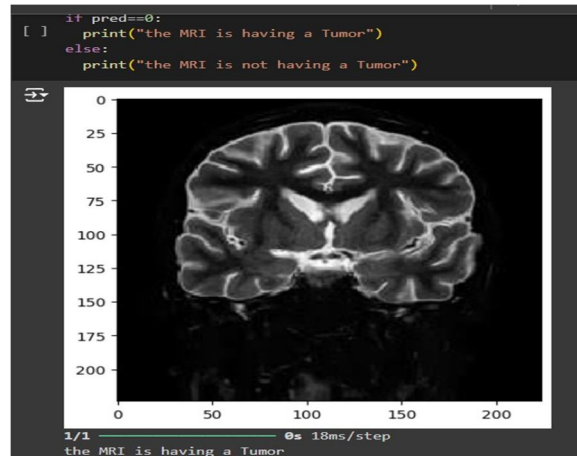 if pred==0:
[ ] print("the MRI is having a Tumor")
else:
print("the MRI is not having a Tumor")
0
25
50
75
100
125
150
175
200
0 50 100 150 200
1/1 0s 18ms/step
the MRI is having a Tumor